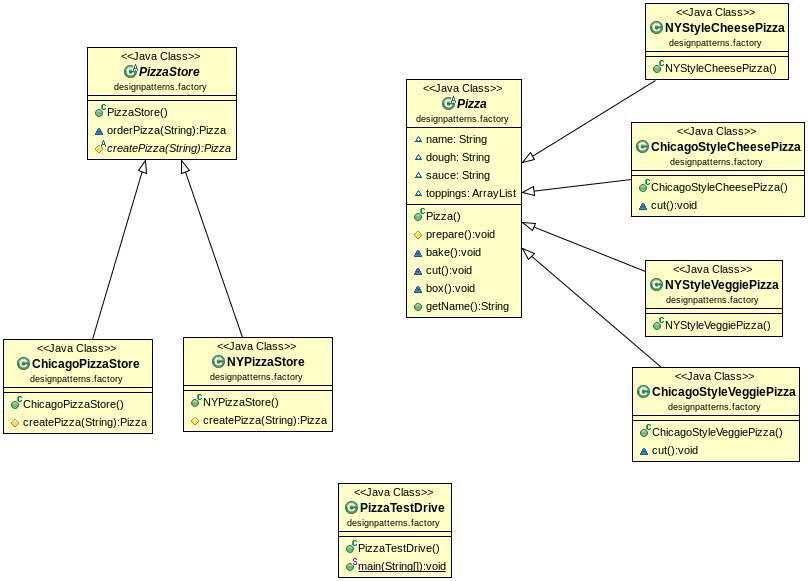 <<Java Class>>
PizzaStore
designpatterns.factory
PizzaStore()
orderPizza(String):Pizza
createPizza(String):Pizza
<<Java Class>>
ChicagoPizzaStore
designpatterns.factory
ChicagoPizzaStore()
createPizza(String):Pizza
<<Java Class>>
NYPizzaStore
designpatterns.factory
NYPizzaStore()
createPizza(String):Pizza
<<Java Class>>
Pizza
designpatterns.factory
name: String
dough: String
sauce: String
toppings: ArrayList
Pizza()
prepare():void
bake():void
cut():void
box():void
getName():String
<<Java Class>>
NYStyleCheesePizza
designpatterns.factory
NYStyleCheesePizza()
<<Java Class>>
ChicagoStyleCheesePizza
designpatterns.factory
ChicagoStyleCheesePizza()
cut():void
<<Java Class>>
NYStyleVeggiePizza
designpatterns.factory
NYStyleVeggiePizza()
<<Java Class>>
ChicagoStyleVeggiePizza
designpatterns.factory
ChicagoStyleVeggiePizza()
cut():void
<<Java Class>>
PizzaTestDrive
designpatterns.factory
PizzaTestDrive()
main(String[]):void